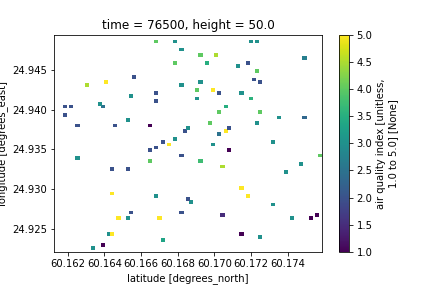 time = 76500, height = 50.0
24.945
24.940
24.935
24.930
24.925
longitude [degrees_east]
60.162 60.164 60.166 60.168 60.170 60.172 60.174
latitude [degrees_north]
5.0
4.5
4.0
3.5
3.0
2.5
2.0
1.5
1.0
air quality index [unitless,
1.0 to 5.0] [None]